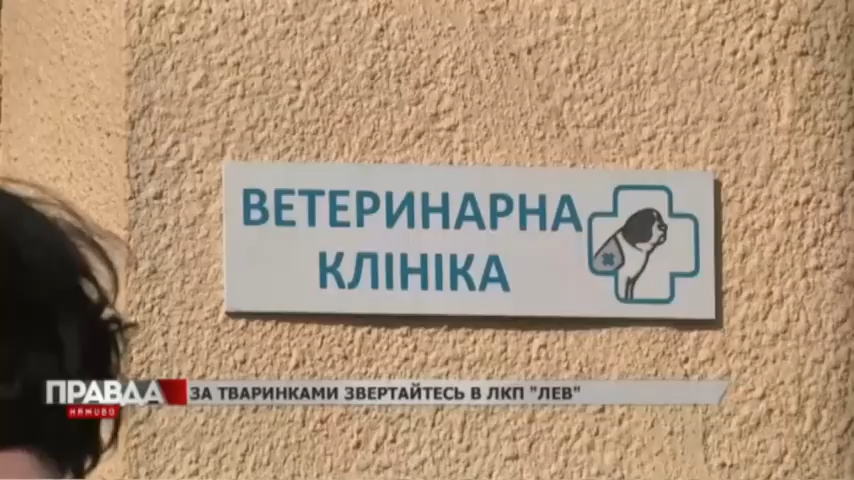 ВЕТЕРИНАРНА
КЛІНІКА
ПРАВДА
НАЖИВО
ЗА ТВАРИНКАМИ ЗВЕРТАЙТЕСЬ В ЛКП "ЛЕВ"